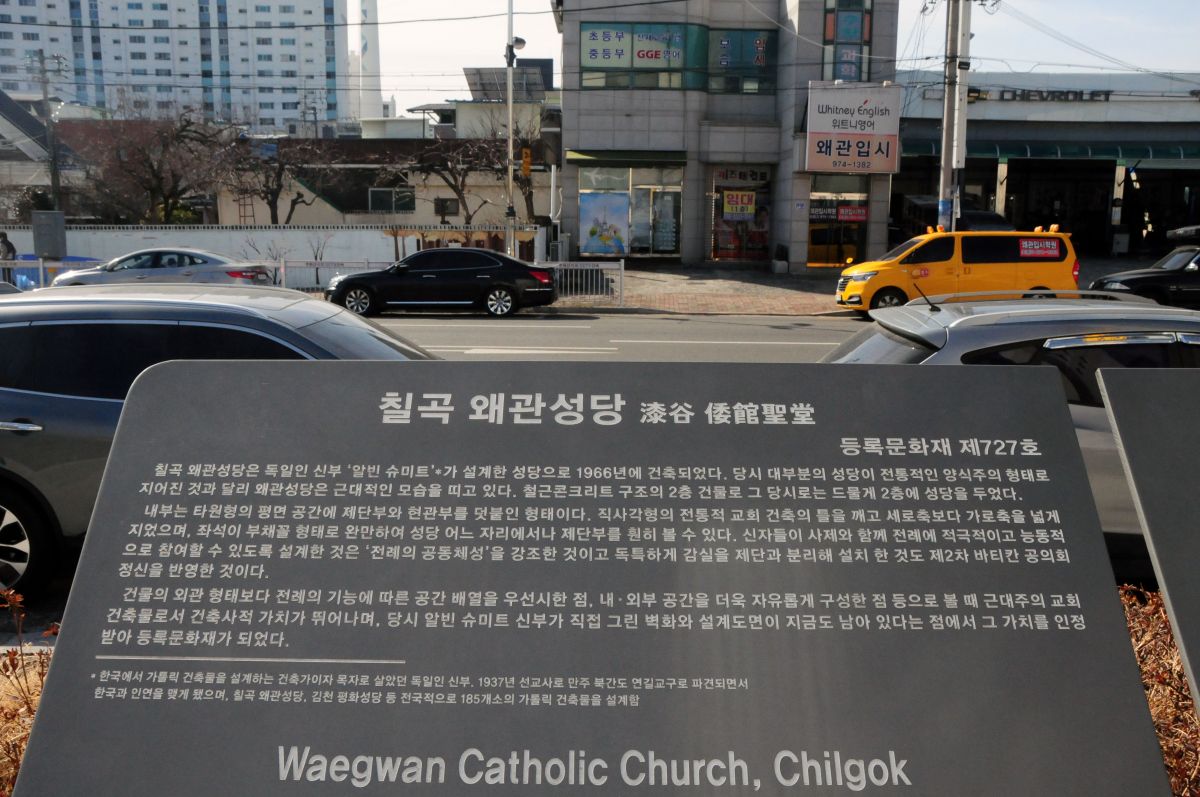 초등부
중등부
GGE영어
Whitney English
위트니영어
왜관입시
974-1382
CHEVROLET
임대
왜관입시학원
칠곡 왜관성당 漆谷 倭館聖堂
등록문화재 제727호
칠곡 왜관성당은 독일인 신부 '알빈 슈미트'*가 설계한 성당으로 1966년에 건축되었다. 당시 대부분의 성당이 전통적인 양식주의 형태로
지어진 것과 달리 왜관성당은 근대적인 모습을 띠고 있다. 철근콘크리트 구조의 2층 건물로 그 당시로는 드물게 2층에 성당을 두었다.
내부는 타원형의 평면 공간에 제단부와 현관부를 덧붙인 형태이다. 직사각형의 전통적 교회 건축의 틀을 깨고 세로축보다 가로축을 넓게
지었으며, 좌석이 부채꼴 형태로 완만하여 성당 어느 자리에서나 제단부를 훤히 볼 수 있다. 신자들이 사제와 함께 전례에 적극적이고 능동적
으로 참여할 수 있도록 설계한 것은 '전례의 공동체성'을 강조한 것이고 독특하게 감실을 제단과 분리해 설치 한 것도 제2차 바티칸 공의회
정신을 반영한 것이다.
건물의 외관 형태보다 전례의 기능에 따른 공간 배열을 우선시한 점, 내·외부 공간을 더욱 자유롭게 구성한 점 등으로 볼 때 근대주의 교회
건축물로서 건축사적 가치가 뛰어나며, 당시 알빈 슈미트 신부가 직접 그린 벽화와 설계도면이 지금도 남아 있다는 점에서 그 가치를 인정
받아 등록문화재가 되었다.
* 한국에서 가톨릭 건축물을 설계하는 건축가이자 목자로 살았던 독일인 신부. 1937년 선교사로 만주 북간도 연길교구로 파견되면서
한국과 인연을 맺게 됐으며, 칠곡 왜관성당, 김천 평화성당 등 전국적으로 185개소의 가톨릭 건축물을 설계함
Waegwan Catholic Church, Chilgok